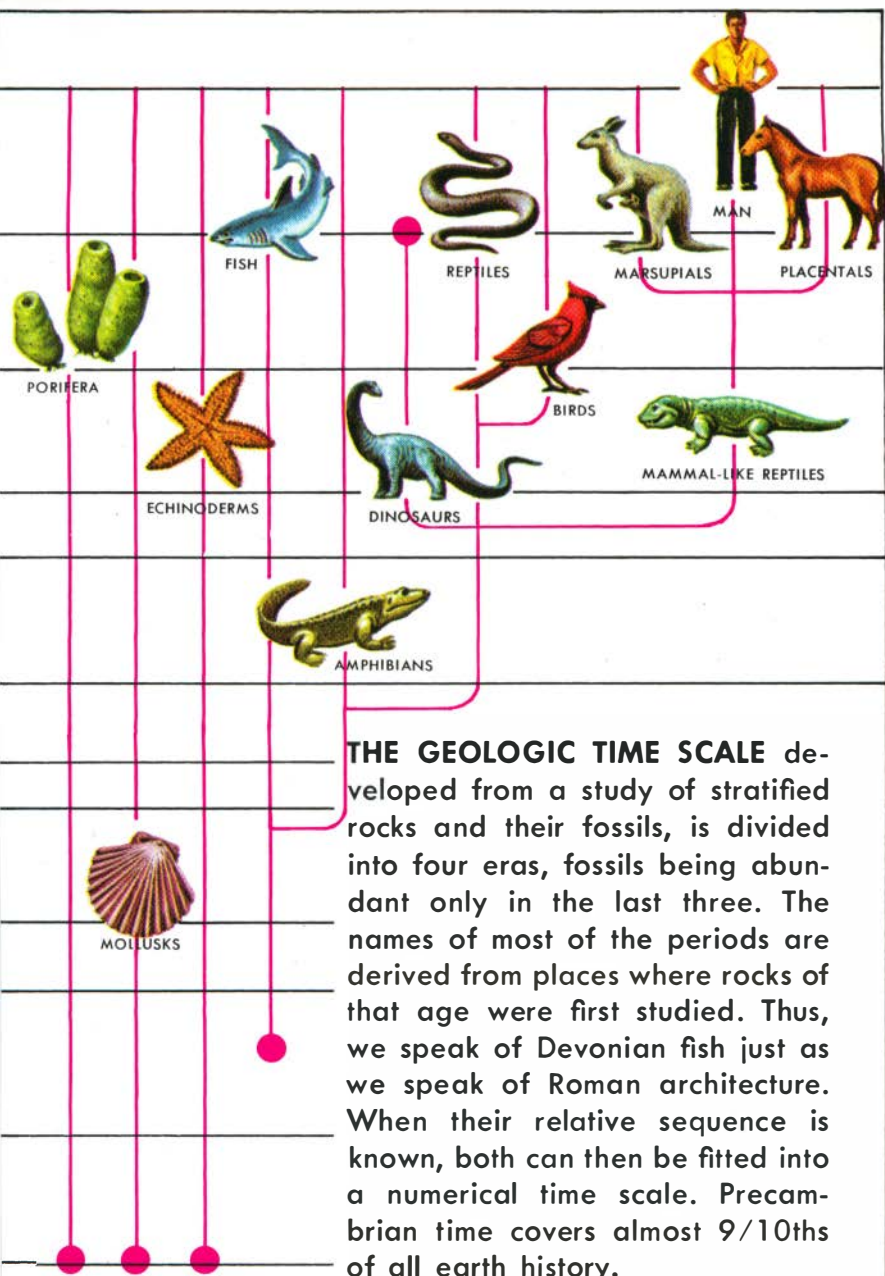 MAN
FISH
REPTILES
MARSUPIALS
PLACENTALS
PORIFERA
BIRDS
MAMMAL-LIKE REPTILES
ECHINODERMS
DINOSAURS
AMPHIBIANS
MOLLUSKS
THE GEOLOGIC TIME SCALE de-
veloped from a study of stratified
rocks and their fossils, is divided
into four eras, fossils being abun-
dant only in the last three. The
names of most of the periods are
derived from places where rocks of
that age were first studied. Thus,
we speak of Devonian fish just as
we speak of Roman architecture.
When their relative sequence is
known, both can then be fitted into
a numerical time scale. Precam-
brian time covers almost 9/10ths
of all earth history.